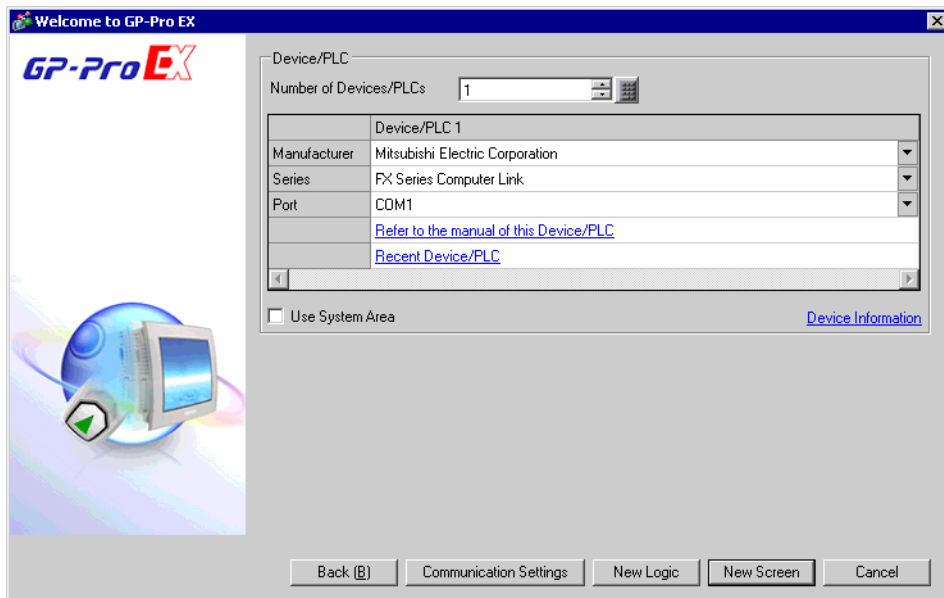 Welcome to GP-Pro EX
GP-Pro EX
Device/PLC
Number of Devices/PLCs 1
Device/PLC 1
Manufacturer Mitsubishi Electric Corporation
Series FX Series Computer Link
Port COM1
Refer to the manual of this Device/PLC
Recent Device/PLC
Use System Area Device Information
Back (B) Communication Settings New Logic New Screen Cancel